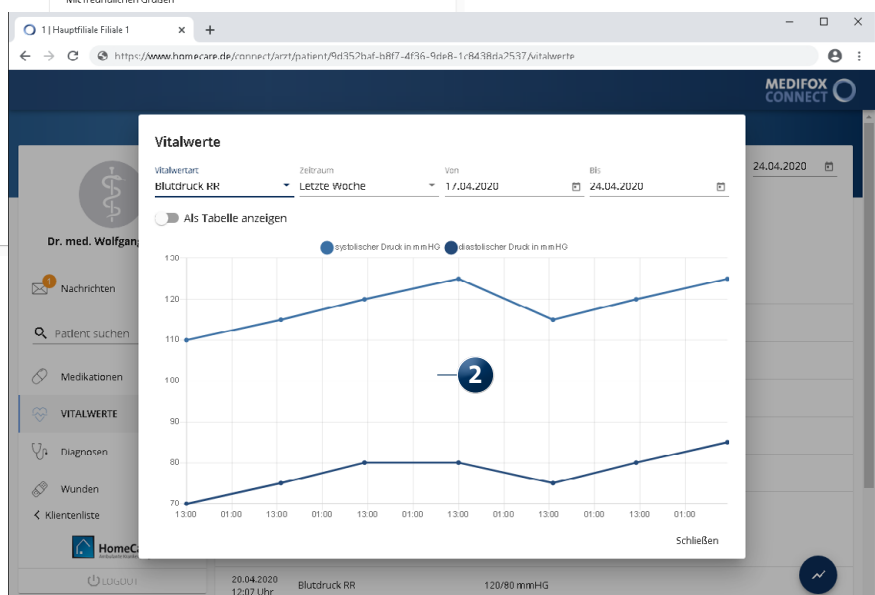 Mit freundlichen Grüßen
1 | Hauptfiliale Filiale 1
https://www.homecare.de/connect/arzt/patient/9d352baf-b8f7-4f36-9de8-1c8438da2537/vitalwerte
MEDIFOX
CONNECT
Vitalwerte
Vitalwertart
Zeitraum
Von
Bis
Blutdruck RR
Letzte Woche
17.04.2020
24.04.2020
24.04.2020
Als Tabelle anzeigen
Dr. med. Wolfgang
systolischer Druck in mmHG
diastolischer Druck in mmHG
130
1
Nachrichten
120
Patient suchen
110
Medikationen
100
2
VITALWERTE
90
Diagnosen
80
Wunden
70
13:00 01:00 13:00 01:00 13:00 01:00 13:00 01:00 13:00 01:00 13:00 01:00
Klientenliste
Schließen
HomeCa
LOGOUT
20.04.2020
12:07 Uhr
Blutdruck RR
120/80 mmHG